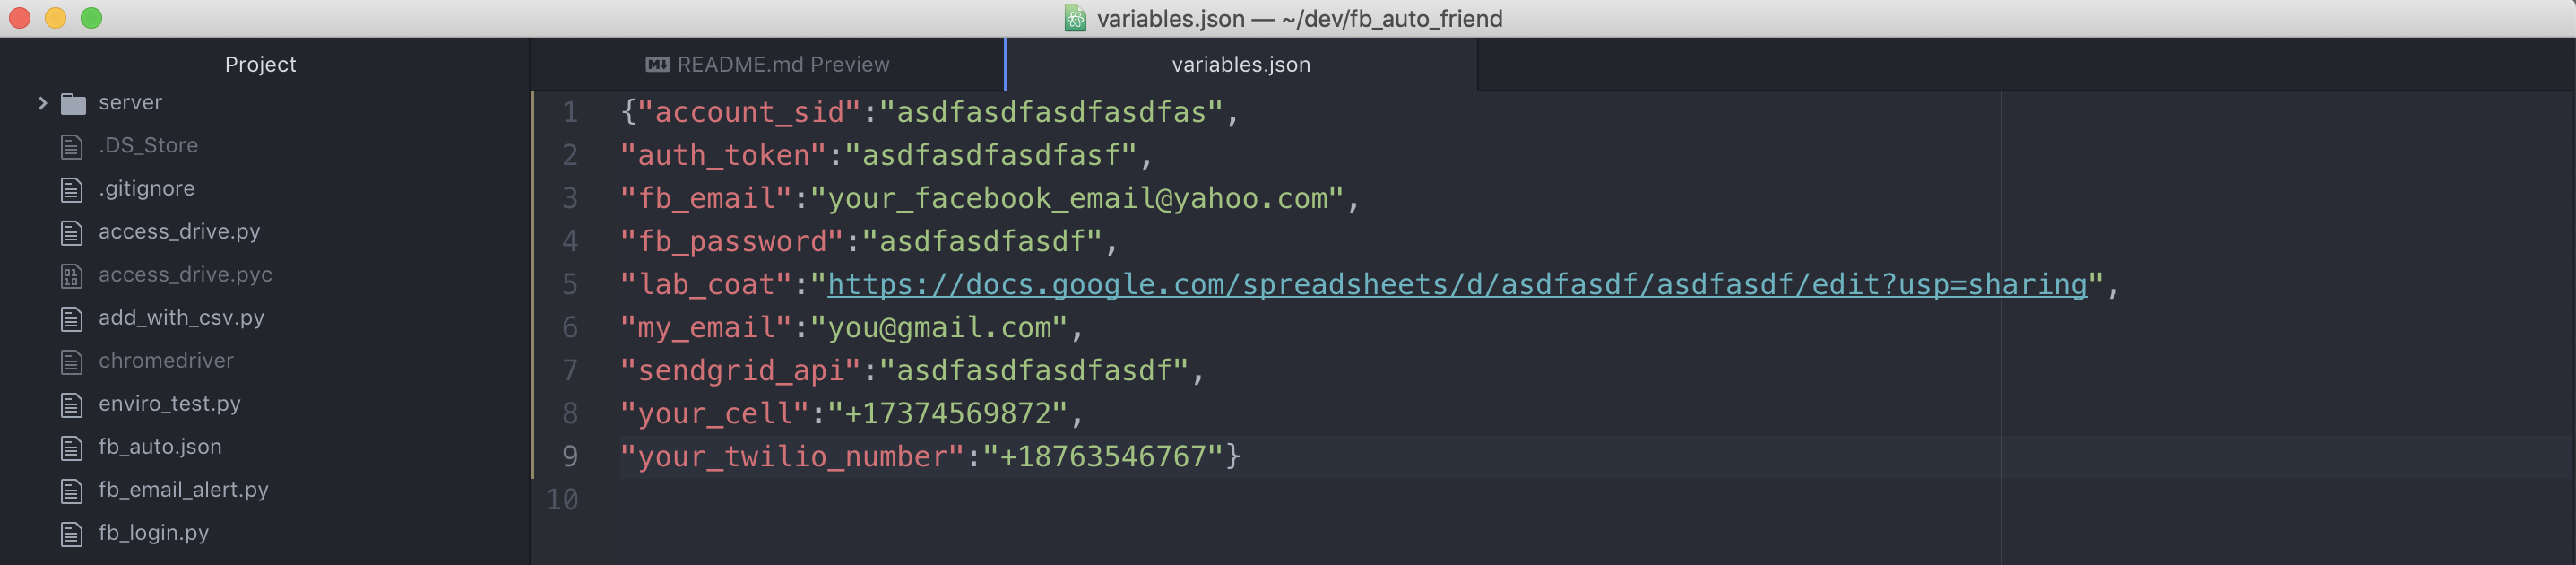 variables.json — ~/dev/fb_auto_friend
Project
README.md Preview
variables.json
server
.DS_Store
.gitignore
access_drive.py
access_drive.pyc
add_with_csv.py
chromedriver
enviro_test.py
fb_auto.json
fb_email_alert.py
fb_login.py
1 {"account_sid":"asdfasdfasdfasdfas",
2 "auth_token":"asdfasdfasdfasf",
3 "fb_email":"your_facebook_email@yahoo.com",
4 "fb_password":"asdfasdfasdf",
5 "lab_coat":"https://docs.google.com/spreadsheets/d/asdfasdf/asdfasdf/edit?usp=sharing",
6 "my_email":"you@gmail.com",
7 "sendgrid_api":"asdfasdfasdfasdf",
8 "your_cell":"+17374569872",
9 "your_twilio_number":"+18763546767"}
10